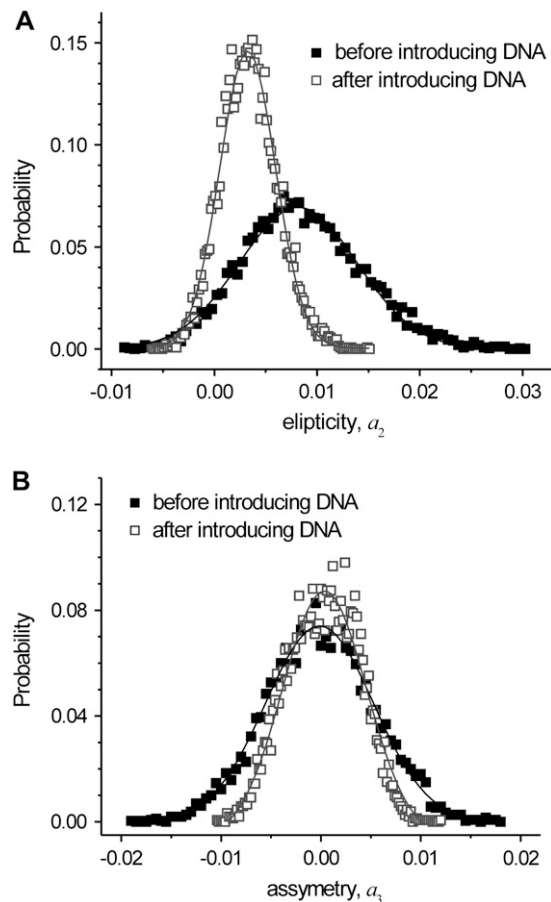 A
0.15
before introducing DNA
after introducing DNA
0.10
Probability
0.05
0.00
-0.01 0.00 0.01 0.02 0.03
elipticity, a2
B
0.12
before introducing DNA
after introducing DNA
0.08
Probability
0.04
0.00
-0.02 -0.01 0.00 0.01 0.02
assymetry, a3